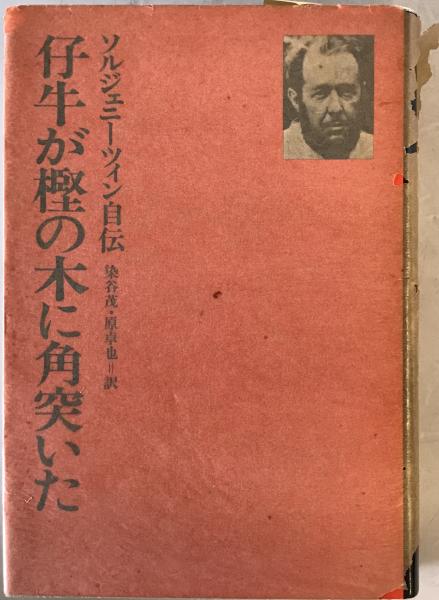 ソルジェニーツィン自伝
染谷茂・原卓也=訳
仔牛が樫の木に角突いた